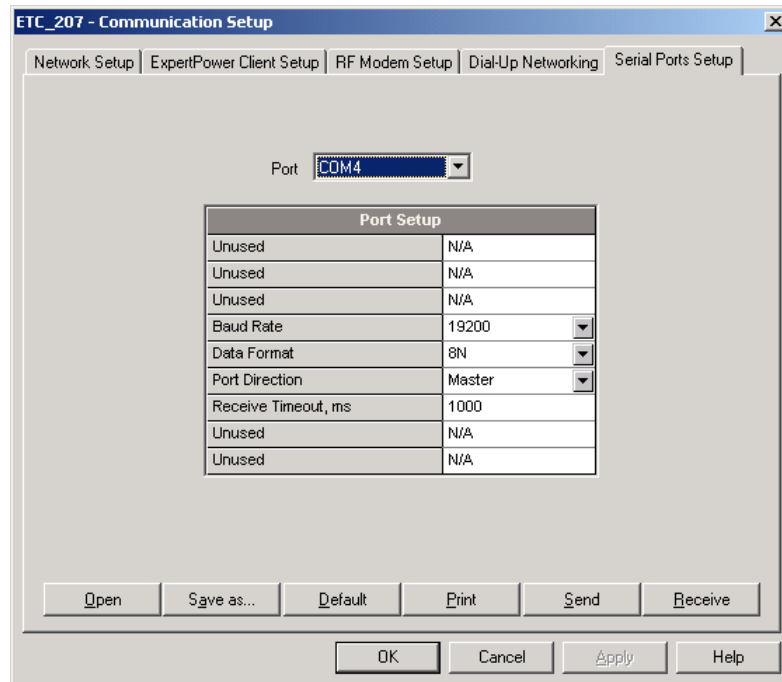 ETC_207 - Communication Setup
Network Setup ExpertPower Client Setup RF Modem Setup Dial-Up Networking Serial Ports Setup
Port COM4
Port Setup
Unused N/A
Unused N/A
Unused N/A
Baud Rate 19200
Data Format 8N
Port Direction Master
Receive Timeout, ms 1000
Unused N/A
Unused N/A
Open Save as... Default Print Send Receive
OK Cancel Apply Help